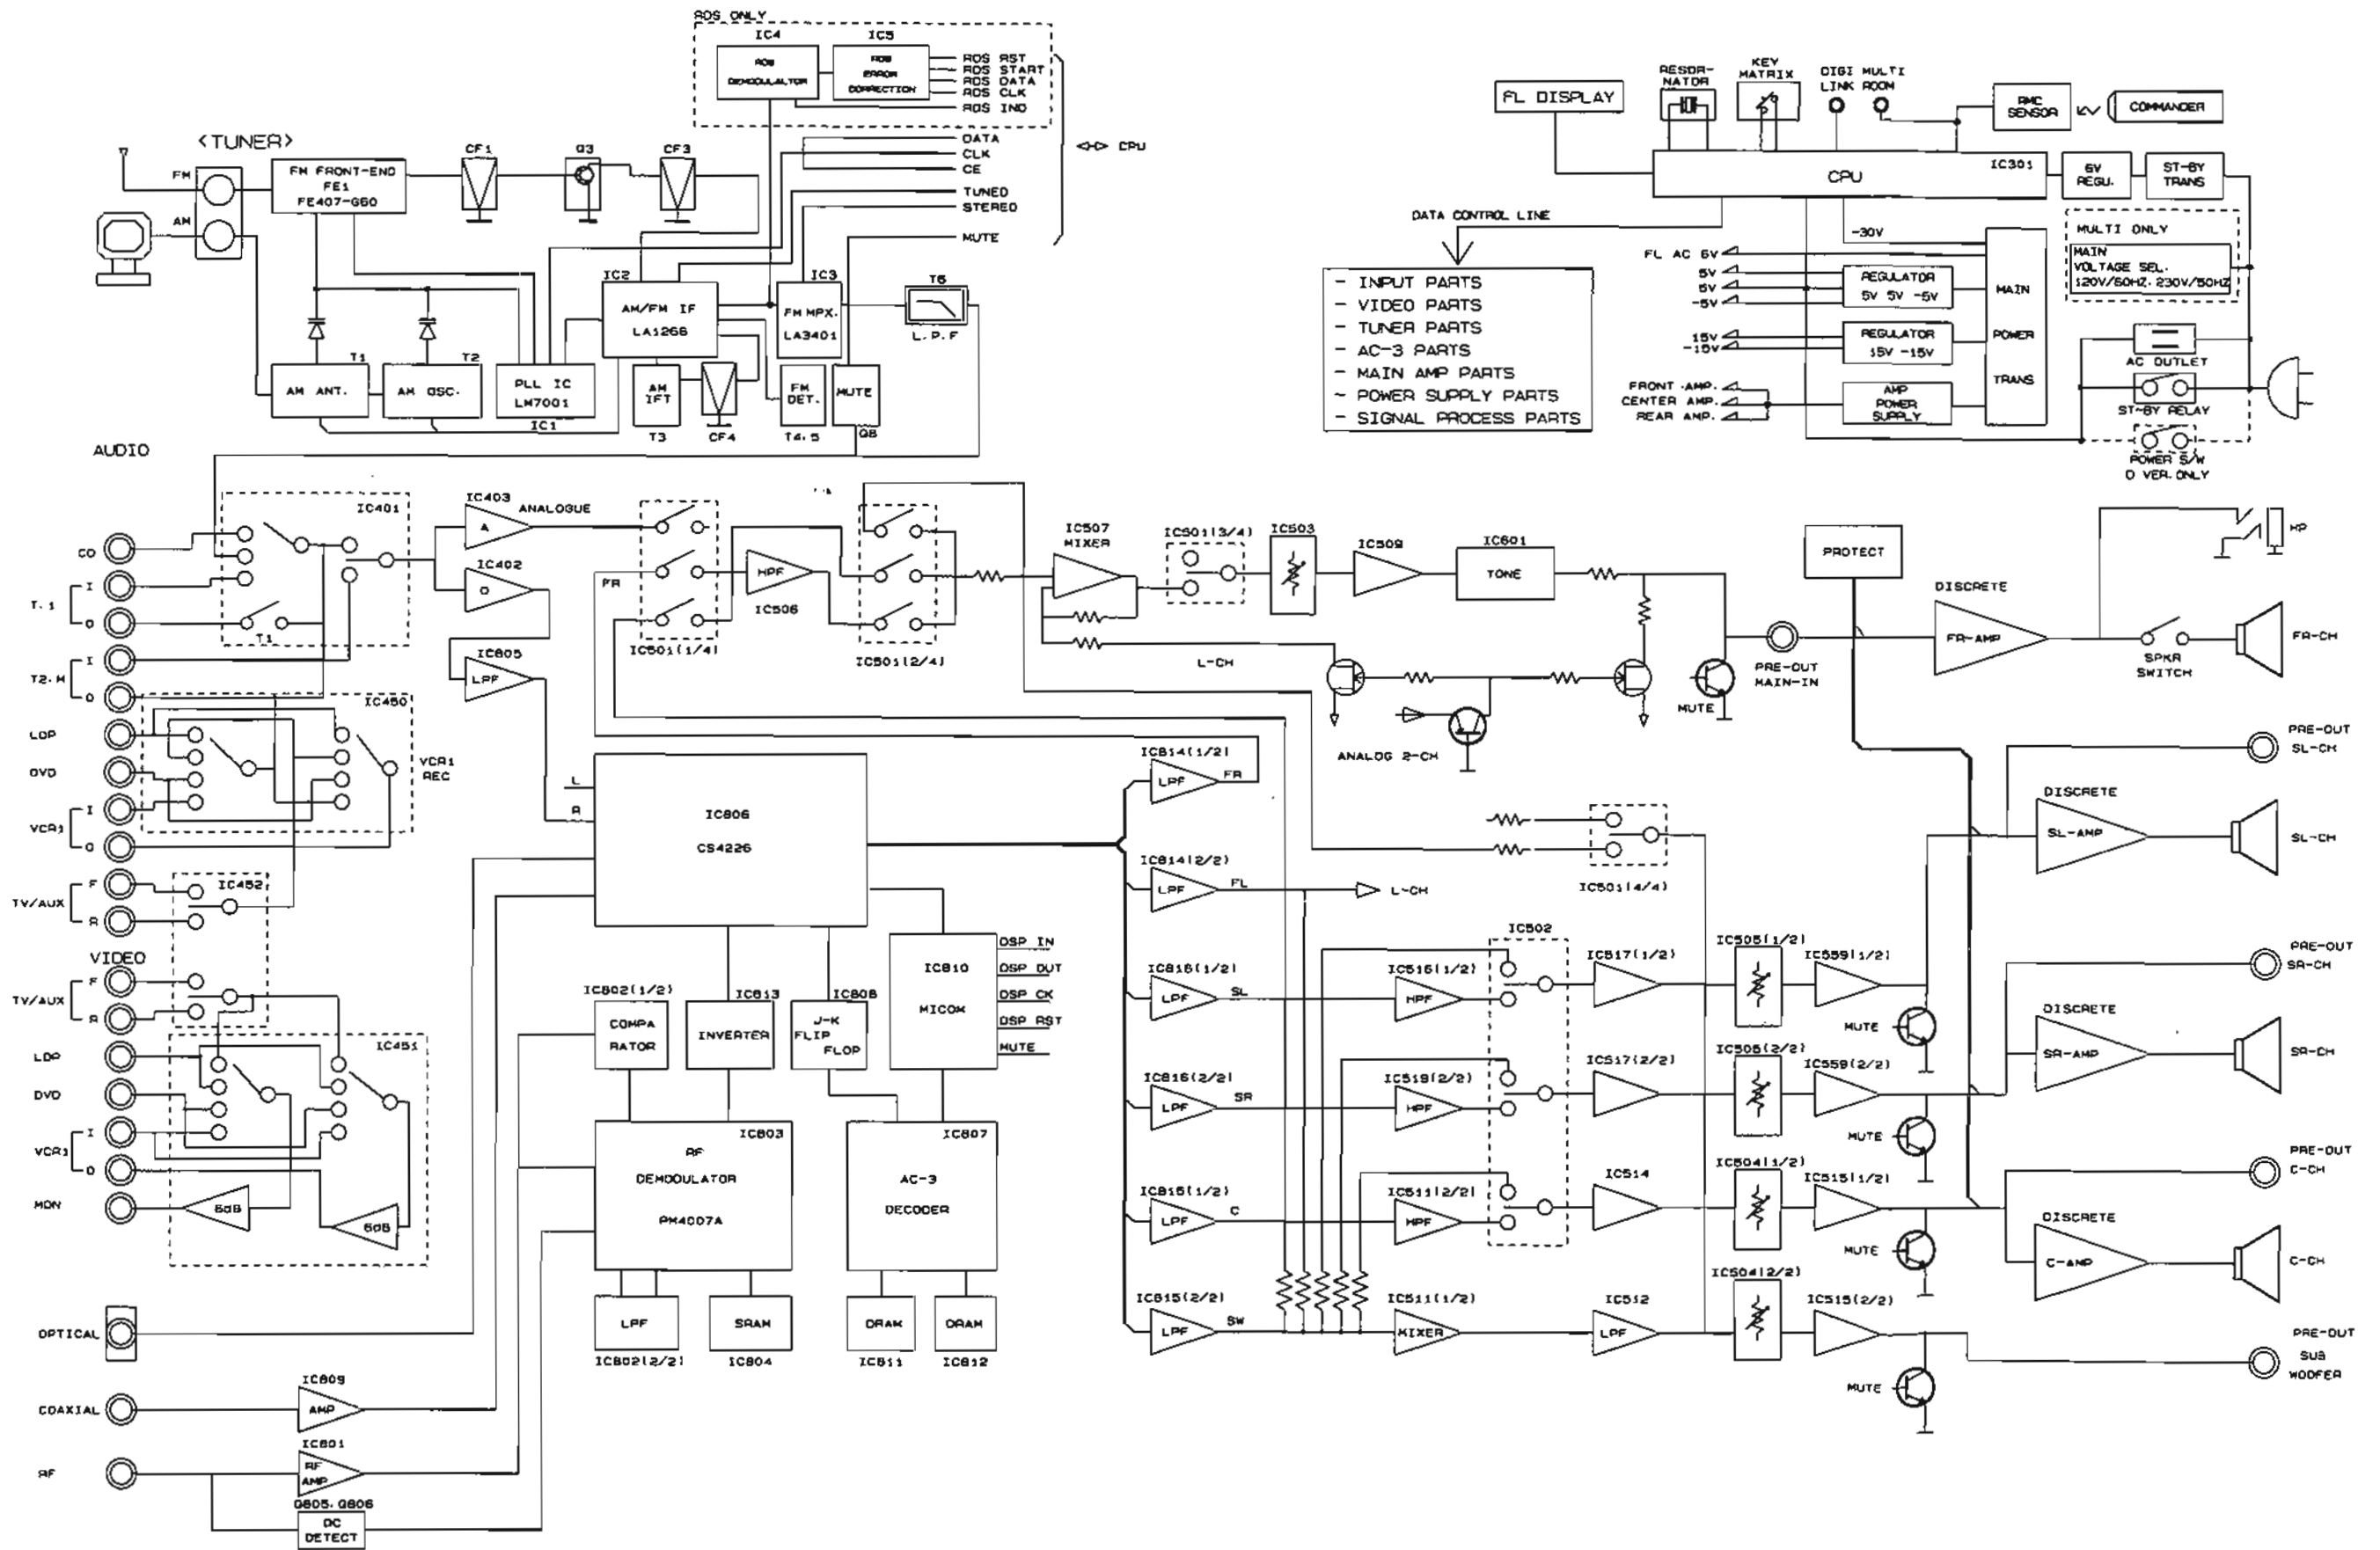 RDS ONLY
IC4
IC5
RDS DEMODULALTOR
RDS ERROR CORRECTION
RDS RST
RDS START
RDS DATA
RDS CLK
RDS IND
DATA
CLK
CE
TUNED
STEREO
MUTE
CPU
<TUNER>
FM
AM
FM FRONT-END
FE1
FE407-G60
CF1
Q3
CF3
IC2
AM/FM IF
LA1266
IC3
FM MPX.
LA3401
T6
L.P.F
T1
AM ANT.
T2
AM OSC.
PLL IC
LM7001
IC1
AM
IFT
T3
CF4
FM
DET.
T4.5
MUTE
Q8
FL DISPLAY
RESOR-
NATOR
KEY
MATRIX
DIGI MULTI
LINK ROOM
RMC
SENSOR
COMMANDER
IC301
CPU
6V
REGU.
ST-BY
TRANS
DATA CONTROL LINE
- INPUT PARTS
- VIDEO PARTS
- TUNER PARTS
- AC-3 PARTS
- MAIN AMP PARTS
- POWER SUPPLY PARTS
- SIGNAL PROCESS PARTS
-30V
FL AC 6V
5V
5V
-5V
REGULATOR
5V 5V -5V
15V
-15V
REGULATOR
15V -15V
FRONT AMP.
CENTER AMP.
REAR AMP.
AMP
POWER
SUPPLY
MAIN
POWER
TRANS
MULTI ONLY
MAIN
VOLTAGE SEL.
120V/60HZ. 230V/50HZ
AC OUTLET
ST-BY RELAY
POWER S/W
D VER. ONLY
AUDIO
CD
T.1
I
O
T2.M
I
O
LDP
DVD
VCR1
I
O
TV/AUX
F
R
VIDEO
TV/AUX
F
R
LDP
DVD
VCR1
I
O
MON
OPTICAL
COAXIAL
RF
IC401
T1
IC450
VCR1
REC
IC452
IC451
6dB
6dB
IC403
A
ANALOGUE
IC402
D
IC805
LPF
FR
IC501(1/4)
HPF
IC506
IC501(2/4)
IC507
MIXER
IC501(3/4)
IC503
IC509
IC601
TONE
L-CH
ANALOG 2-CH
MUTE
PRE-OUT
MAIN-IN
PROTECT
DISCRETE
FR-AMP
SPKR
SWITCH
HP
FR-CH
L
R
IC806
CS4226
IC802(1/2)
COMPA
RATOR
IC813
INVERTER
IC808
J-K
FLIP
FLOP
IC810
MICOM
DSP IN
DSP OUT
DSP CK
DSP RST
MUTE
IC803
RF
DEMODULATOR
PM4007A
IC807
AC-3
DECODER
LPF
IC802(2/2)
SRAM
IC804
DRAM
IC811
DRAM
IC812
IC809
AMP
IC801
RF
AMP
Q805.Q806
DC
DETECT
IC814(1/2)
LPF
FR
IC814(2/2)
LPF
FL
L-CH
IC501(4/4)
IC816(1/2)
LPF
SL
IC516(1/2)
HPF
IC502
IC517(1/2)
IC505(1/2)
IC559(1/2)
MUTE
IC816(2/2)
LPF
SR
IC519(2/2)
HPF
IC517(2/2)
IC505(2/2)
IC559(2/2)
MUTE
IC815(1/2)
LPF
C
IC511(2/2)
HPF
IC514
IC504(1/2)
IC515(1/2)
MUTE
IC815(2/2)
LPF
SW
IC511(1/2)
MIXER
IC512
LPF
IC504(2/2)
IC515(2/2)
MUTE
PRE-OUT
SL-CH
DISCRETE
SL-AMP
SL-CH
PRE-OUT
SR-CH
DISCRETE
SR-AMP
SR-CH
PRE-OUT
C-CH
DISCRETE
C-AMP
C-CH
PRE-OUT
SUB
WOOFER